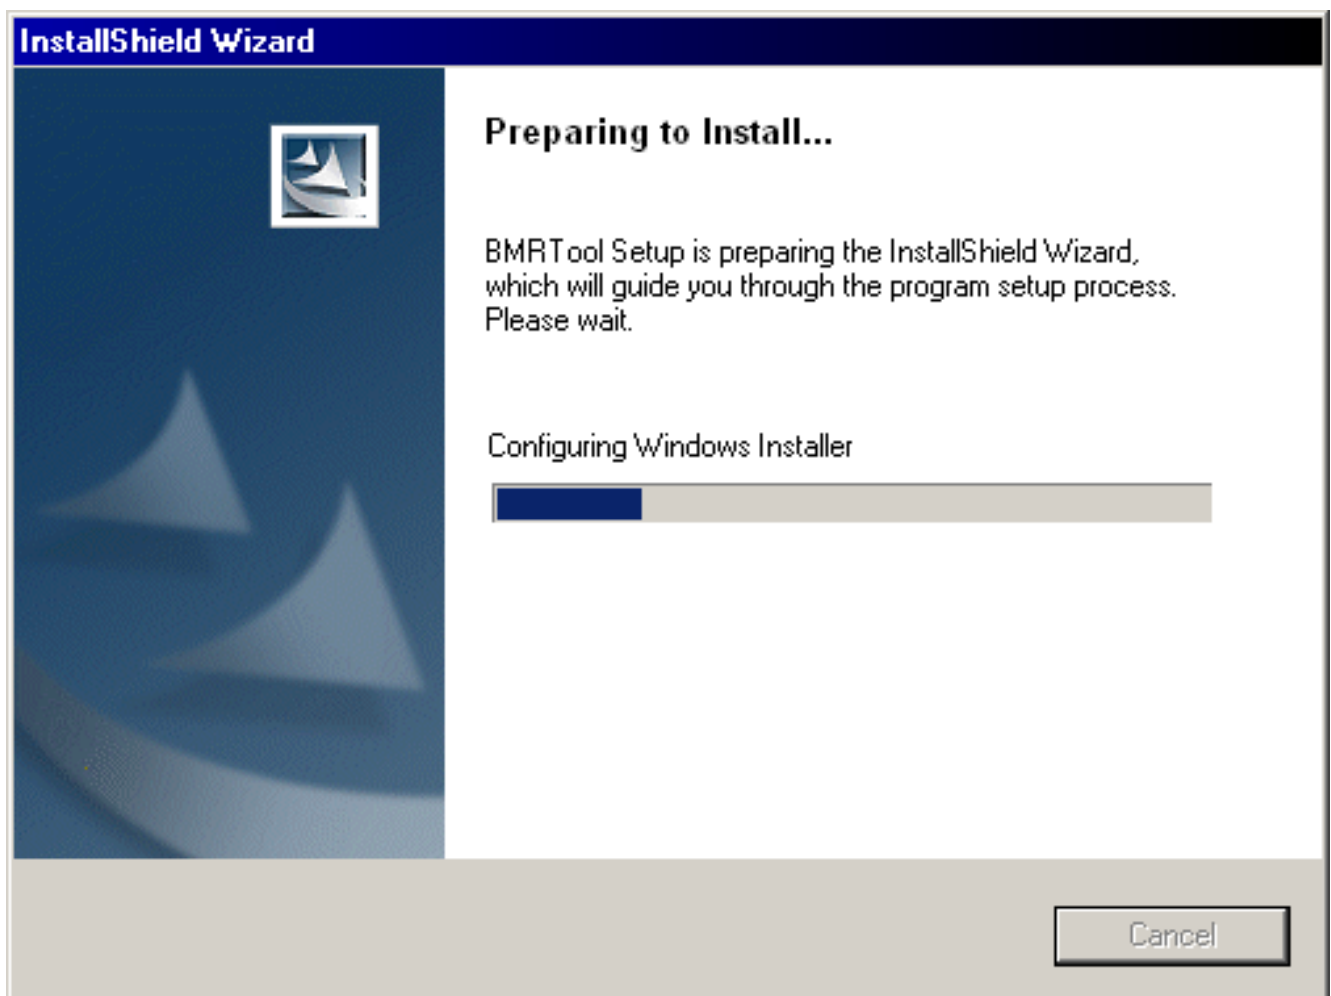 InstallShield Wizard
Preparing to Install...
BMRTool Setup is preparing the InstallShield Wizard,
which will guide you through the program setup process.
Please wait.
Configuring Windows Installer
Cancel